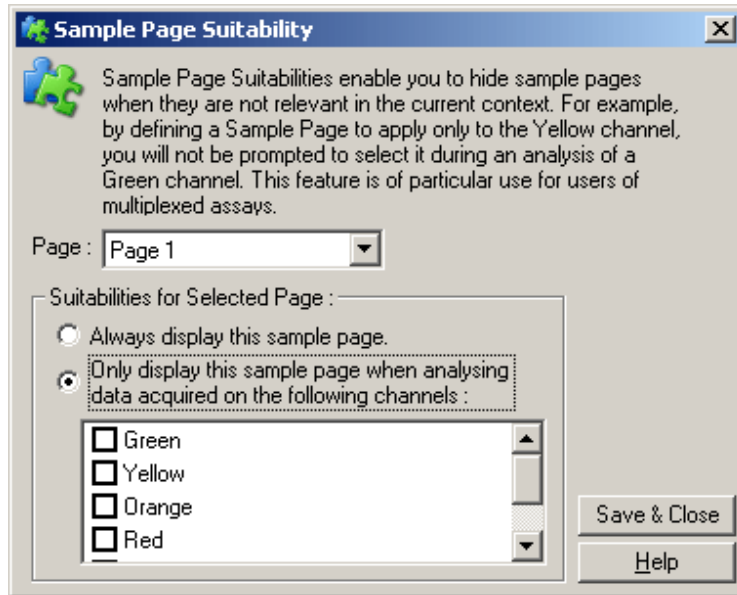 Sample Page Suitability
Sample Page Suitabilities enable you to hide sample pages
when they are not relevant in the current context. For example,
by defining a Sample Page to apply only to the Yellow channel,
you will not be prompted to select it during an analysis of a
Green channel. This feature is of particular use for users of
multiplexed assays.
Page : Page 1
Suitabilities for Selected Page :
Always display this sample page.
Only display this sample page when analysing
data acquired on the following channels :
Green
Yellow
Orange
Red
Save & Close
Help